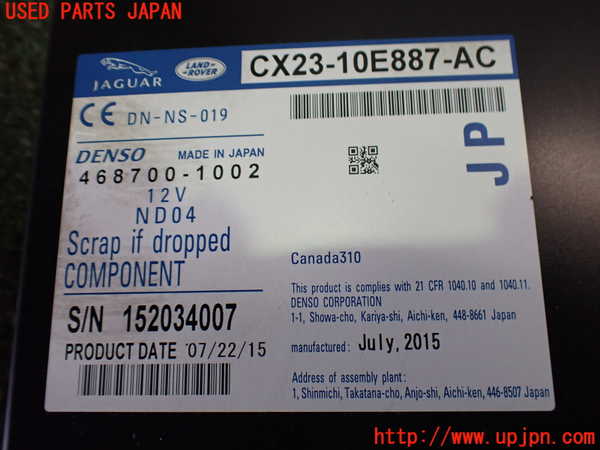 USED PARTS JAPAN
JAGUAR
LAND-
ROVER
CX23-10E887-AC
CE DN-NS-019
DENSO MADE IN JAPAN
468700-1002
12V
ND04
Scrap if dropped
COMPONENT
S/N 152034007
PRODUCT DATE '07/22/15
JP
Canada310
This product is complies with 21 CFR 1040.10 and 1040.11.
DENSO CORPORATION
1-1, Showa-cho, Kariya-shi, Aichi-ken, 448-8661 Japan
manufactured: July, 2015
Address of assembly plant:
1, Shinmichi, Takatana-cho, Anjo-shi, Aichi-ken, 446-8507 Japan
http://www.upjpn.com